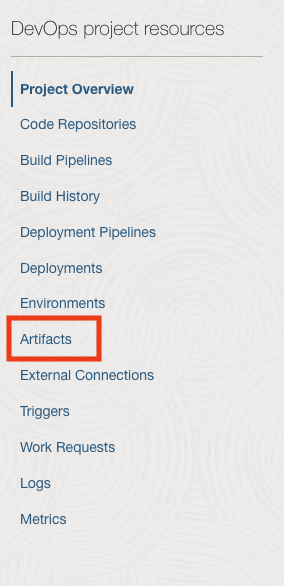 DevOps project resources
Project Overview
Code Repositories
Build Pipelines
Build History
Deployment Pipelines
Deployments
Environments
Artifacts
External Connections
Triggers
Work Requests
Logs
Metrics